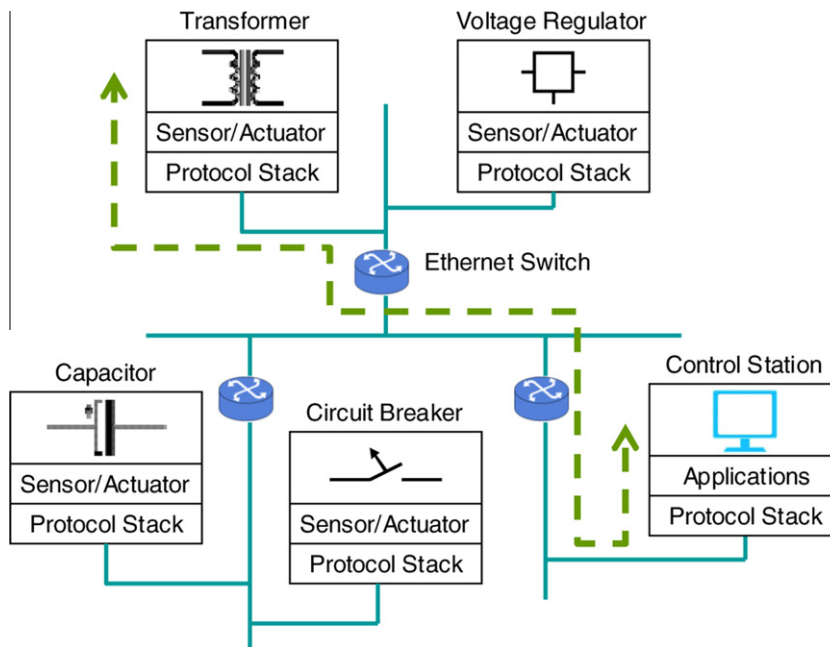 Transformer
Sensor/Actuator
Protocol Stack
Voltage Regulator
Sensor/Actuator
Protocol Stack
Ethernet Switch
Capacitor
Sensor/Actuator
Protocol Stack
Circuit Breaker
Sensor/Actuator
Protocol Stack
Control Station
Applications
Protocol Stack